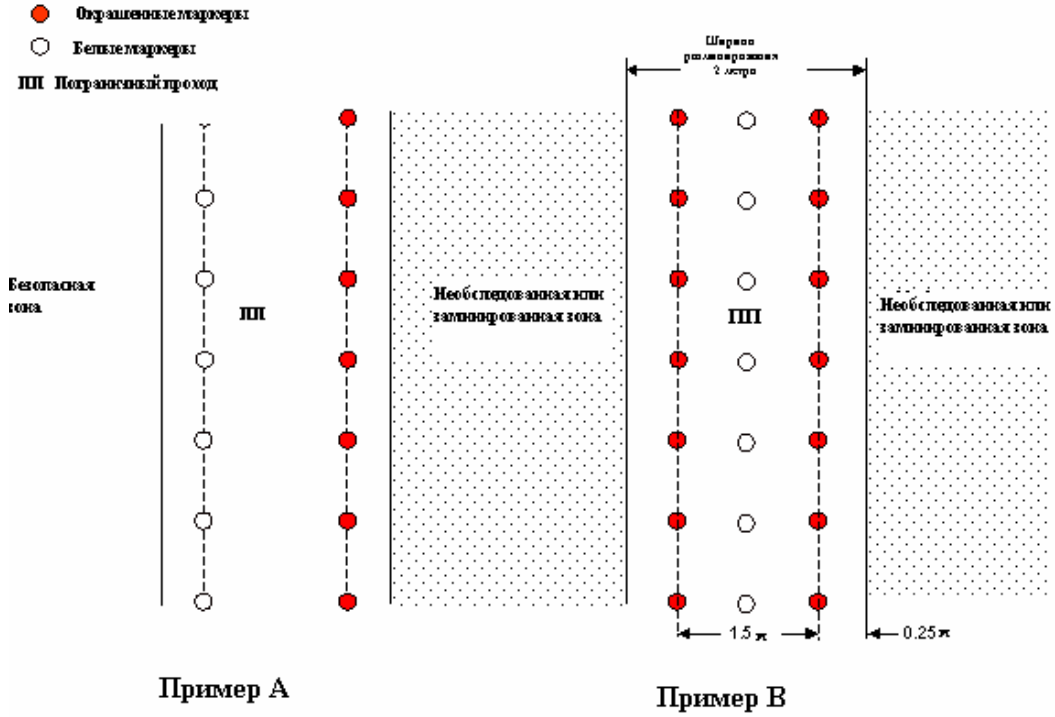 Окрашенные маркеры
Белые маркеры
ПП Пограничный проход
Ширина
разминирования
2 метра
Безопасная
зона
ПП
Необследованная или
заминированная зона
ПП
Необследованная или
заминированная зона
1.5 м
0.25 м
Пример А
Пример В